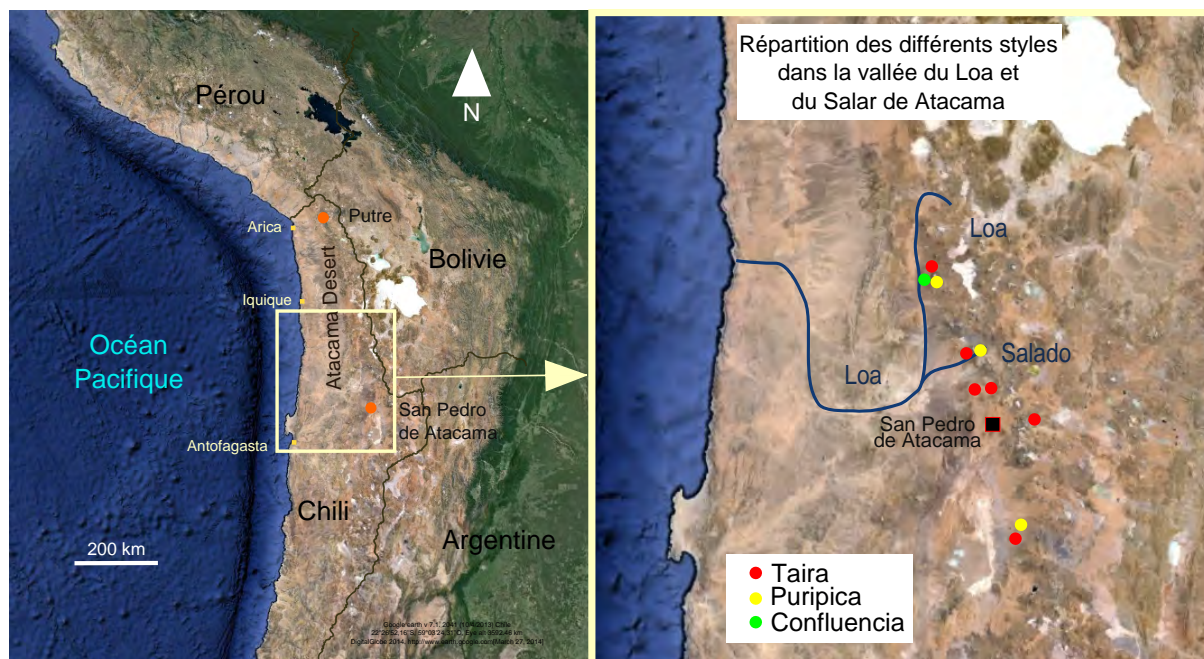 Pérou
N
Putre
Arica
Bolivie
Iquique
Atacama Desert
Océan
Pacifique
San Pedro
de Atacama
Antofagasta
Chili
200 km
Argentine
Répartition des différents styles
dans la vallée du Loa et
du Salar de Atacama
Loa
Loa
Salado
San Pedro
de Atacama
Taira
Puripica
Confluencia